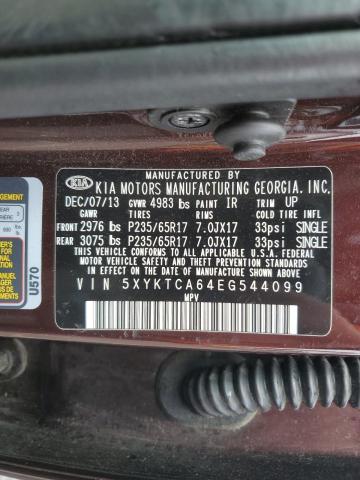 MANUFACTURED BY
KIA KIA MOTORS MANUFACTURING GEORGIA. INC.
DEC/07/13 GVWR 4983 lbs PAINT IR TRIM UP
GAWR TIRES RIMS COLD TIRE INFL
FRONT 2976 lbs P235/65R17 7.0JX17 33psi SINGLE
REAR 3075 lbs P235/65R17 7.0JX17 33psi SINGLE
THIS VEHICLE CONFORMS TO ALL APPLICABLE U.S.A. FEDERAL
MOTOR VEHICLE SAFETY, BUMPER, AND THEFT PREVENTION
STANDARDS IN EFFECT ON THE DATE OF MANUFACTURE SHOWN ABOVE.
VIN 5XYKTCA64EG544099
MPV
U570